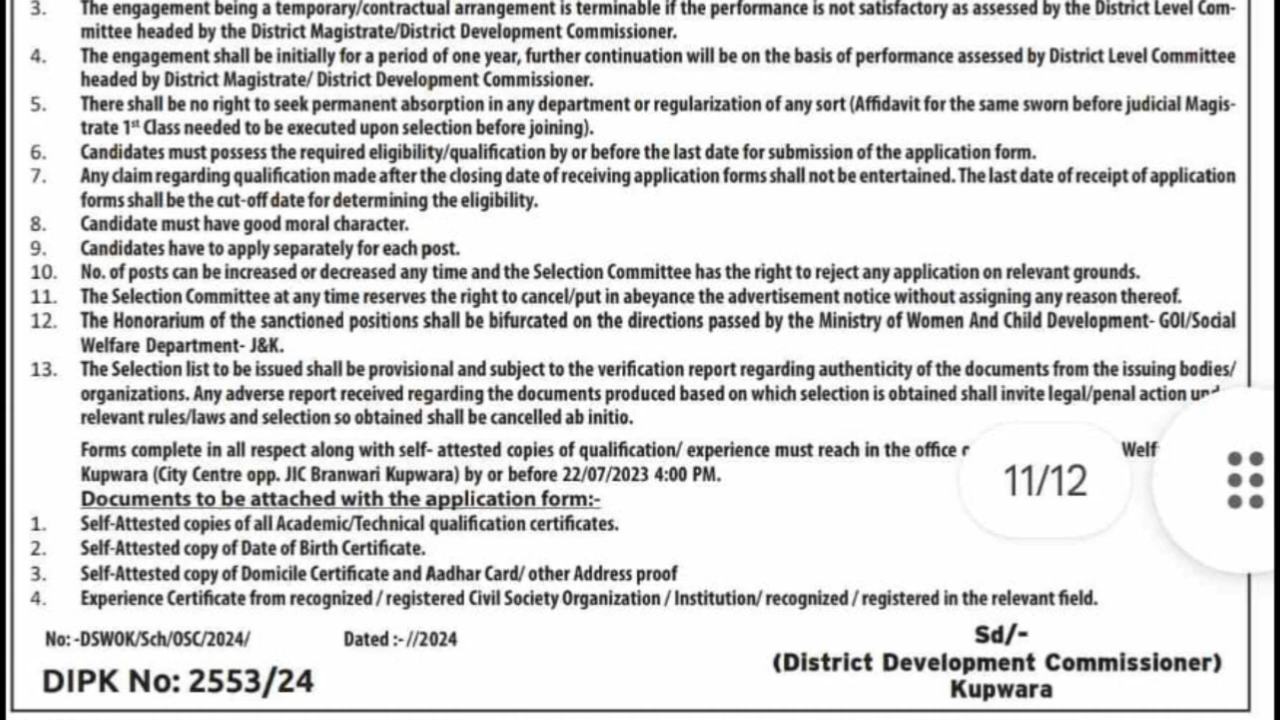 3. The engagement being a temporary/contractual arrangement is terminable if the performance is not satisfactory as assessed by the District Level Com-
mittee headed by the District Magistrate/District Development Commissioner.
4. The engagement shall be initially for a period of one year, further continuation will be on the basis of performance assessed by District Level Committee
headed by District Magistrate/ District Development Commissioner.
5. There shall be no right to seek permanent absorption in any department or regularization of any sort (Affidavit for the same sworn before judicial Magis-
trate 1st Class needed to be executed upon selection before joining).
6. Candidates must possess the required eligibility/qualification by or before the last date for submission of the application form.
7. Any claim regarding qualification made after the closing date of receiving application forms shall not be entertained. The last date of receipt of application
forms shall be the cut-off date for determining the eligibility.
8. Candidate must have good moral character.
9. Candidates have to apply separately for each post.
10. No. of posts can be increased or decreased any time and the Selection Committee has the right to reject any application on relevant grounds.
11. The Selection Committee at any time reserves the right to cancel/put in abeyance the advertisement notice without assigning any reason thereof.
12. The Honorarium of the sanctioned positions shall be bifurcated on the directions passed by the Ministry of Women And Child Development- GOI/Social
Welfare Department- J&K.
13. The Selection list to be issued shall be provisional and subject to the verification report regarding authenticity of the documents from the issuing bodies/
organizations. Any adverse report received regarding the documents produced based on which selection is obtained shall invite legal/penal action
relevant rules/laws and selection so obtained shall be cancelled ab initio.
Forms complete in all respect along with self- attested copies of qualification/ experience must reach in the office
Kupwara (City Centre opp. JIC Branwari Kupwara) by or before 22/07/2023 4:00 PM.
11/12
Documents to be attached with the application form:-
1. Self-Attested copies of all Academic/Technical qualification certificates.
2. Self-Attested copy of Date of Birth Certificate.
3. Self-Attested copy of Domicile Certificate and Aadhar Card/ other Address proof
4. Experience Certificate from recognized / registered Civil Society Organization / Institution/ recognized / registered in the relevant field.
No: -DSWOK/Sch/OSC/2024/ Dated :- //2024
Sd/-
(District Development Commissioner)
Kupwara
DIPK No: 2553/24